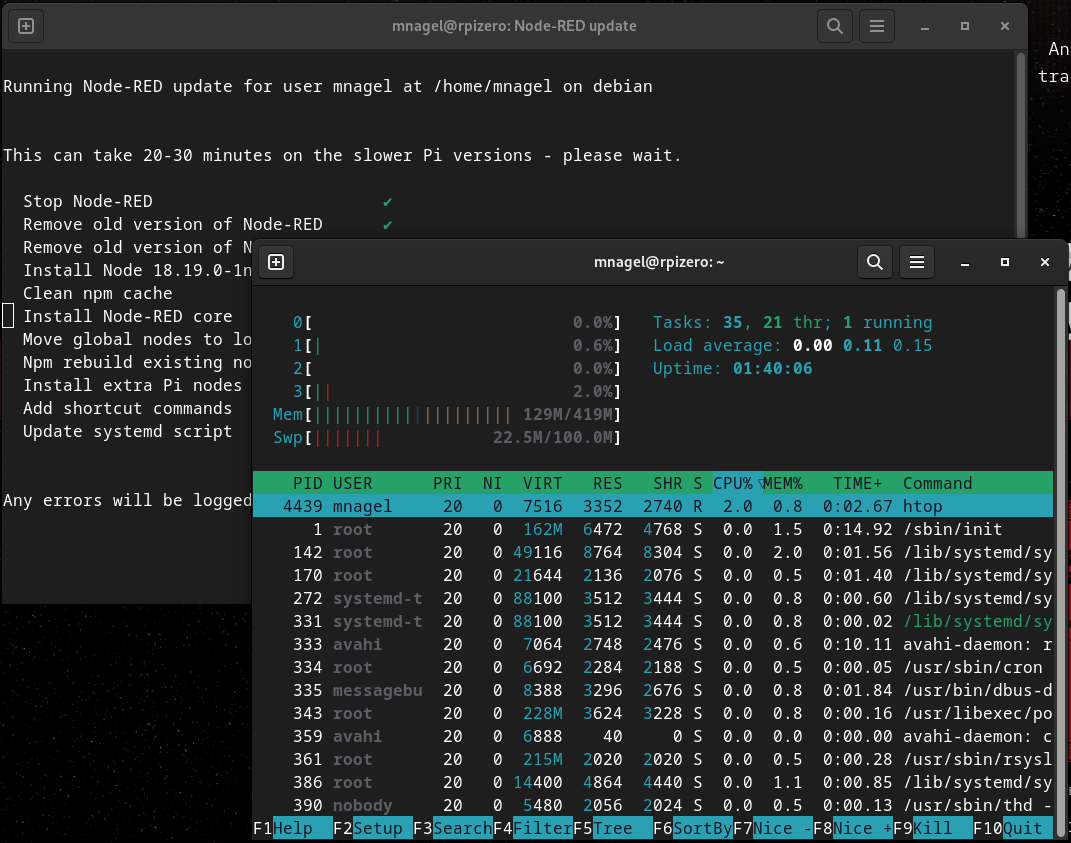 mnagel@rpizero: Node-RED update
An
tra
Running Node-RED update for user mnagel at /home/mnagel on debian
This can take 20-30 minutes on the slower Pi versions - please wait.
Stop Node-RED ✔
Remove old version of Node-RED ✔
Remove old version of N
Install Node 18.19.0-1n
Clean npm cache
Install Node-RED core
Move global nodes to lo
Npm rebuild existing no
Install extra Pi nodes
Add shortcut commands
Update systemd script
Any errors will be logged
mnagel@rpizero: ~
0[ 0.0%] Tasks: 35, 21 thr; 1 running
1[| 0.6%] Load average: 0.00 0.11 0.15
2[ 0.0%] Uptime: 01:40:06
3[|| 2.0%]
Mem[|||||||||||||||||||| 129M/419M]
Swp[||||||| 22.5M/100.0M]
PID USER PRI NI VIRT RES SHR S CPU%▽MEM% TIME+ Command
4439 mnagel 20 0 7516 3352 2740 R 2.0 0.8 0:02.67 htop
1 root 20 0 162M 6472 4768 S 0.0 1.5 0:14.92 /sbin/init
142 root 20 0 49116 8764 8304 S 0.0 2.0 0:01.56 /lib/systemd/sy
170 root 20 0 21644 2136 2076 S 0.0 0.5 0:01.40 /lib/systemd/sy
272 systemd-t 20 0 88100 3512 3444 S 0.0 0.8 0:00.60 /lib/systemd/sy
331 systemd-t 20 0 88100 3512 3444 S 0.0 0.8 0:00.02 /lib/systemd/sy
333 avahi 20 0 7064 2748 2476 S 0.0 0.6 0:10.11 avahi-daemon: r
334 root 20 0 6692 2284 2188 S 0.0 0.5 0:00.05 /usr/sbin/cron
335 messagebu 20 0 8388 3296 2676 S 0.0 0.8 0:01.84 /usr/bin/dbus-d
343 root 20 0 228M 3624 3228 S 0.0 0.8 0:00.16 /usr/libexec/po
359 avahi 20 0 6888 40 0 S 0.0 0.0 0:00.00 avahi-daemon: c
361 root 20 0 215M 2020 2020 S 0.0 0.5 0:00.28 /usr/sbin/rsysl
386 root 20 0 14400 4864 4440 S 0.0 1.1 0:00.85 /lib/systemd/sy
390 nobody 20 0 5480 2056 2024 S 0.0 0.5 0:00.13 /usr/sbin/thd -
F1Help F2Setup F3SearchF4FilterF5Tree F6SortByF7Nice -F8Nice +F9Kill F10Quit